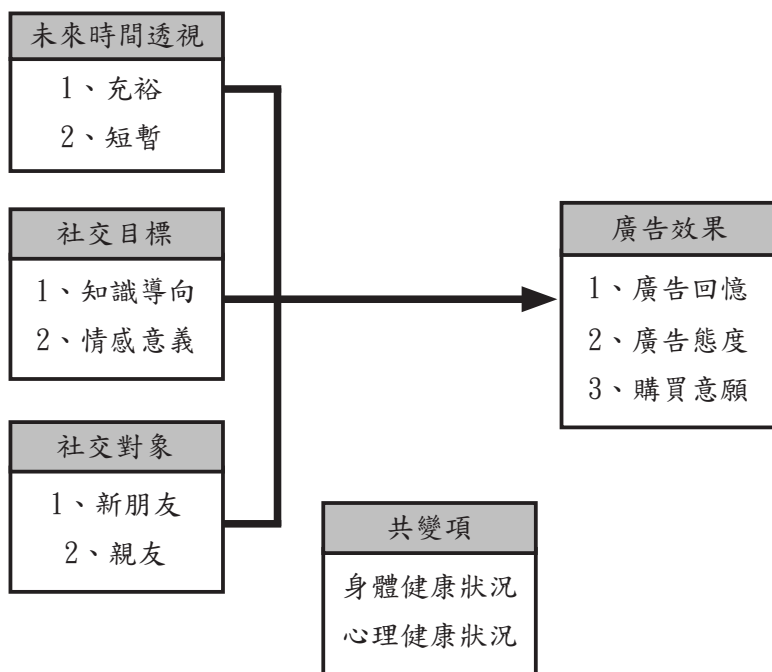 未來時間透視
1、充裕
2、短暫
社交目標
1、知識導向
2、情感意義
社交對象
1、新朋友
2、親友
廣告效果
1、廣告回憶
2、廣告態度
3、購買意願
共變項
身體健康狀況
心理健康狀況